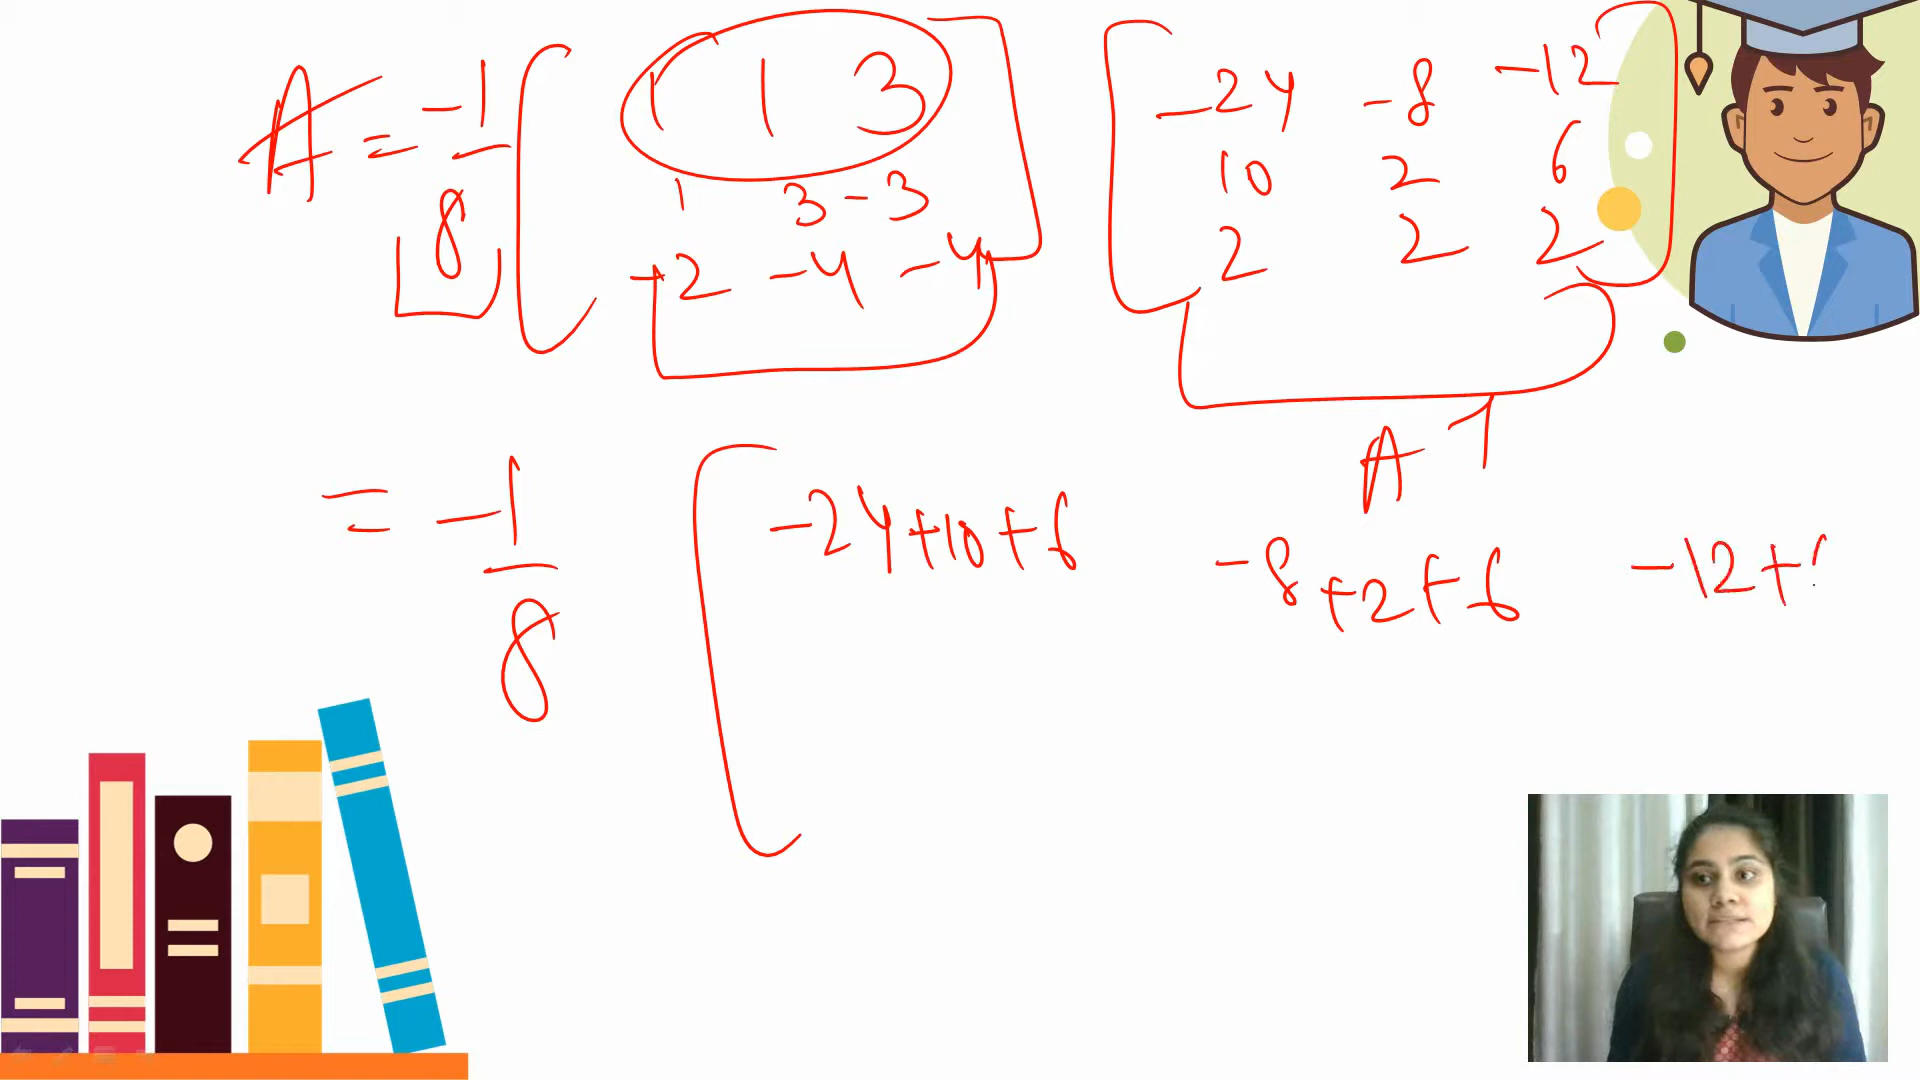 A = -1/8 [ 1 1 3 [ -24 -8 -12
1 3 -3 10 2 6
-2 -4 -4 ] 2 2 2 ]
A -1
= -1/8 [ -24+10+6 -8+2+6 -12+